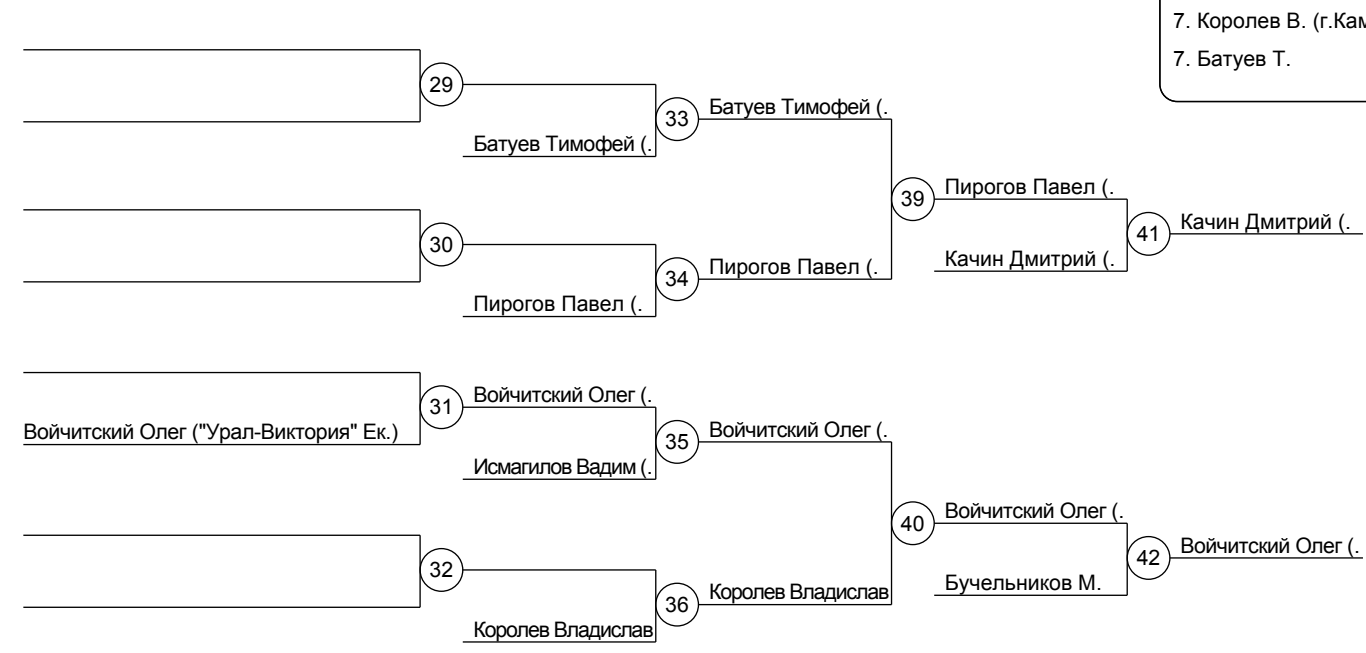 7. Королев В. (г.Кам
7. Батуев Т.
29
Батуев Тимофей (.
33
Батуев Тимофей (.
30
Пирогов Павел (.
34
Пирогов Павел (.
39
Пирогов Павел (.
Качин Дмитрий (.
41
Качин Дмитрий (.
Войчитский Олег ("Урал-Виктория" Ек.)
31
Войчитский Олег (.
Исмагилов Вадим (.
35
Войчитский Олег (.
32
Королев Владислав
36
Королев Владислав
40
Войчитский Олег (.
Бучельников М.
42
Войчитский Олег (.